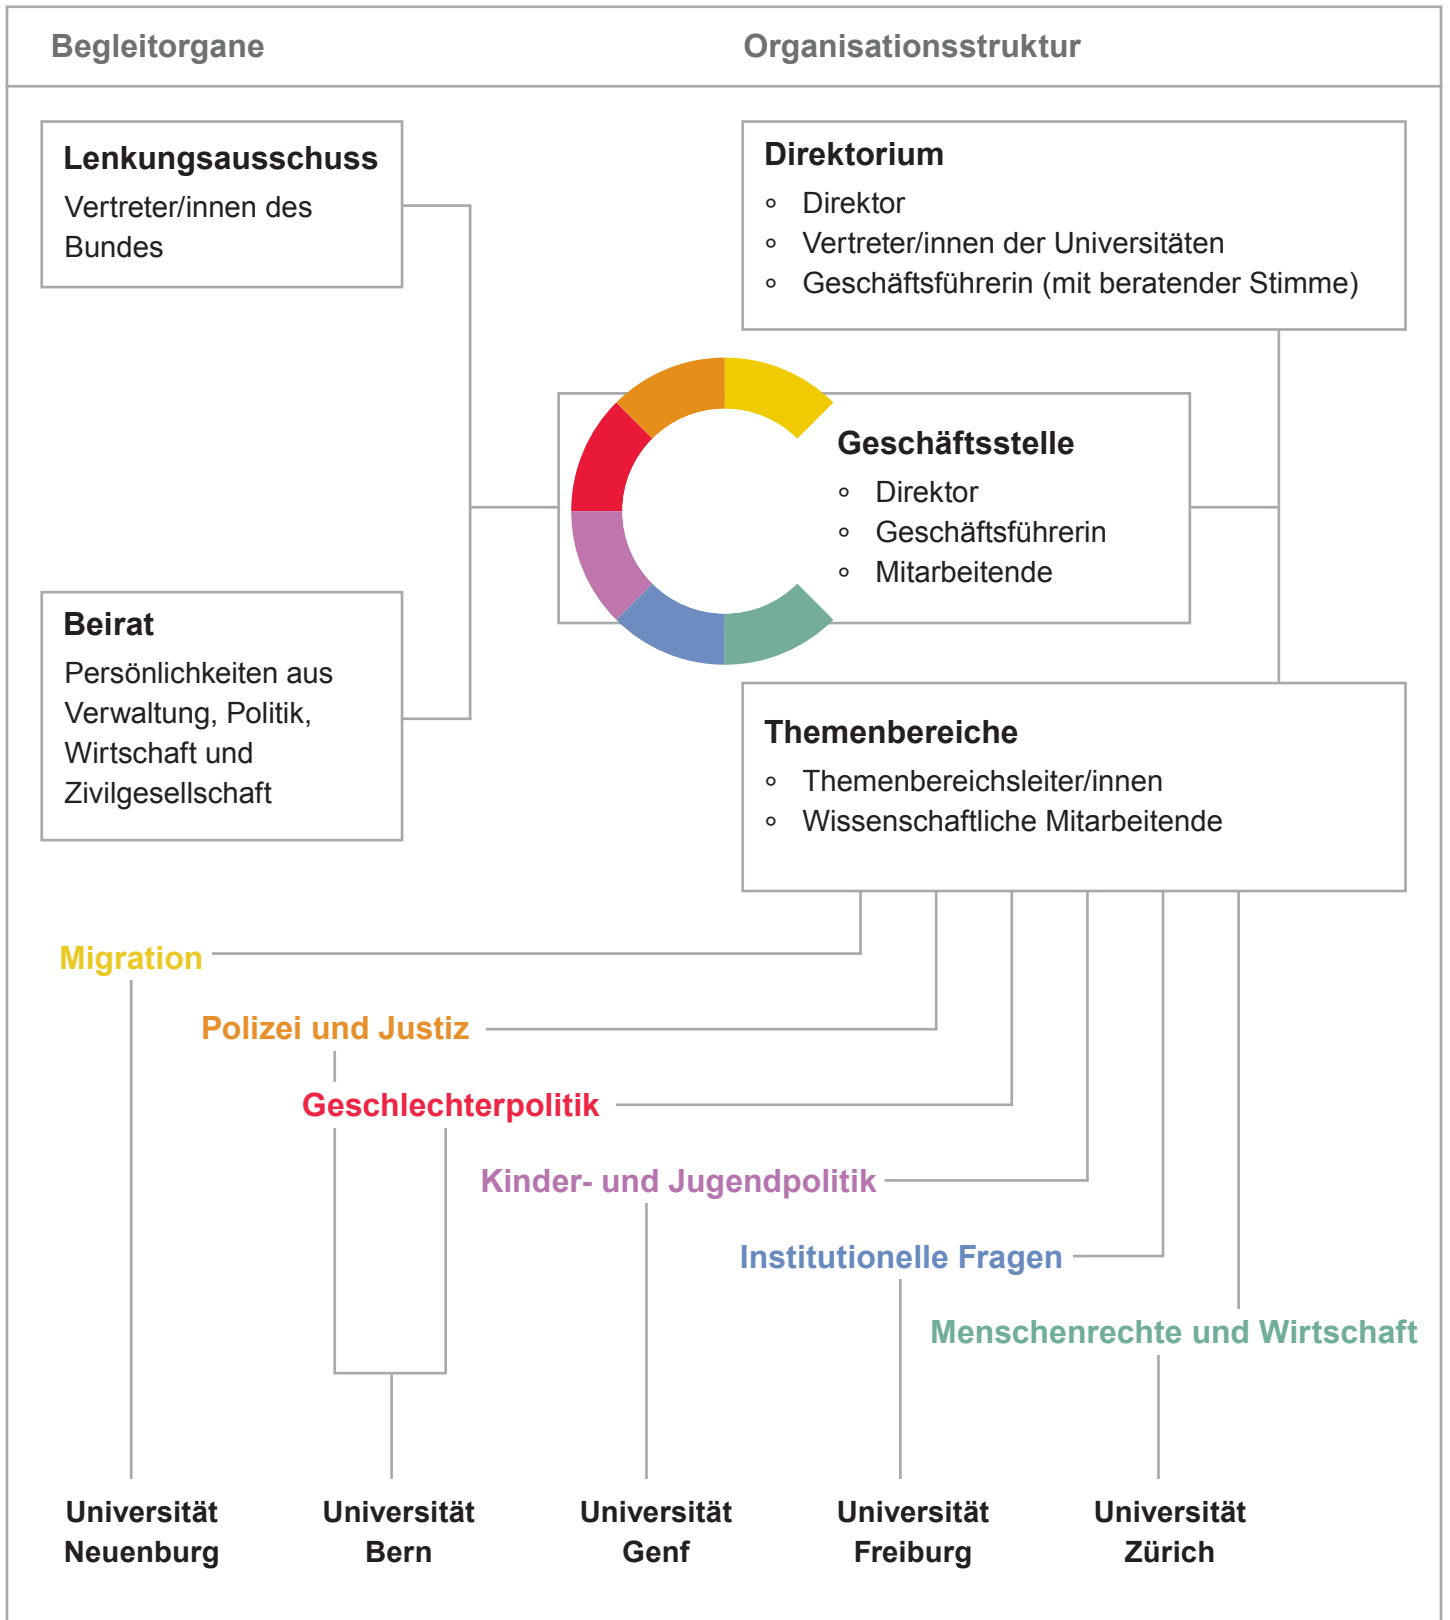 Begleitorgane
Organisationsstruktur
Lenkungsausschuss
Vertreter/innen des
Bundes
Direktorium
Direktor
Vertreter/innen der Universitäten
Geschäftsführerin (mit beratender Stimme)
Geschäftsstelle
Direktor
Geschäftsführerin
Mitarbeitende
Beirat
Persönlichkeiten aus
Verwaltung, Politik,
Wirtschaft und
Zivilgesellschaft
Themenbereiche
Themenbereichsleiter/innen
Wissenschaftliche Mitarbeitende
Migration
Polizei und Justiz
Geschlechterpolitik
Kinder- und Jugendpolitik
Institutionelle Fragen
Menschenrechte und Wirtschaft
Universität
Neuenburg
Universität
Bern
Universität
Genf
Universität
Freiburg
Universität
Zürich